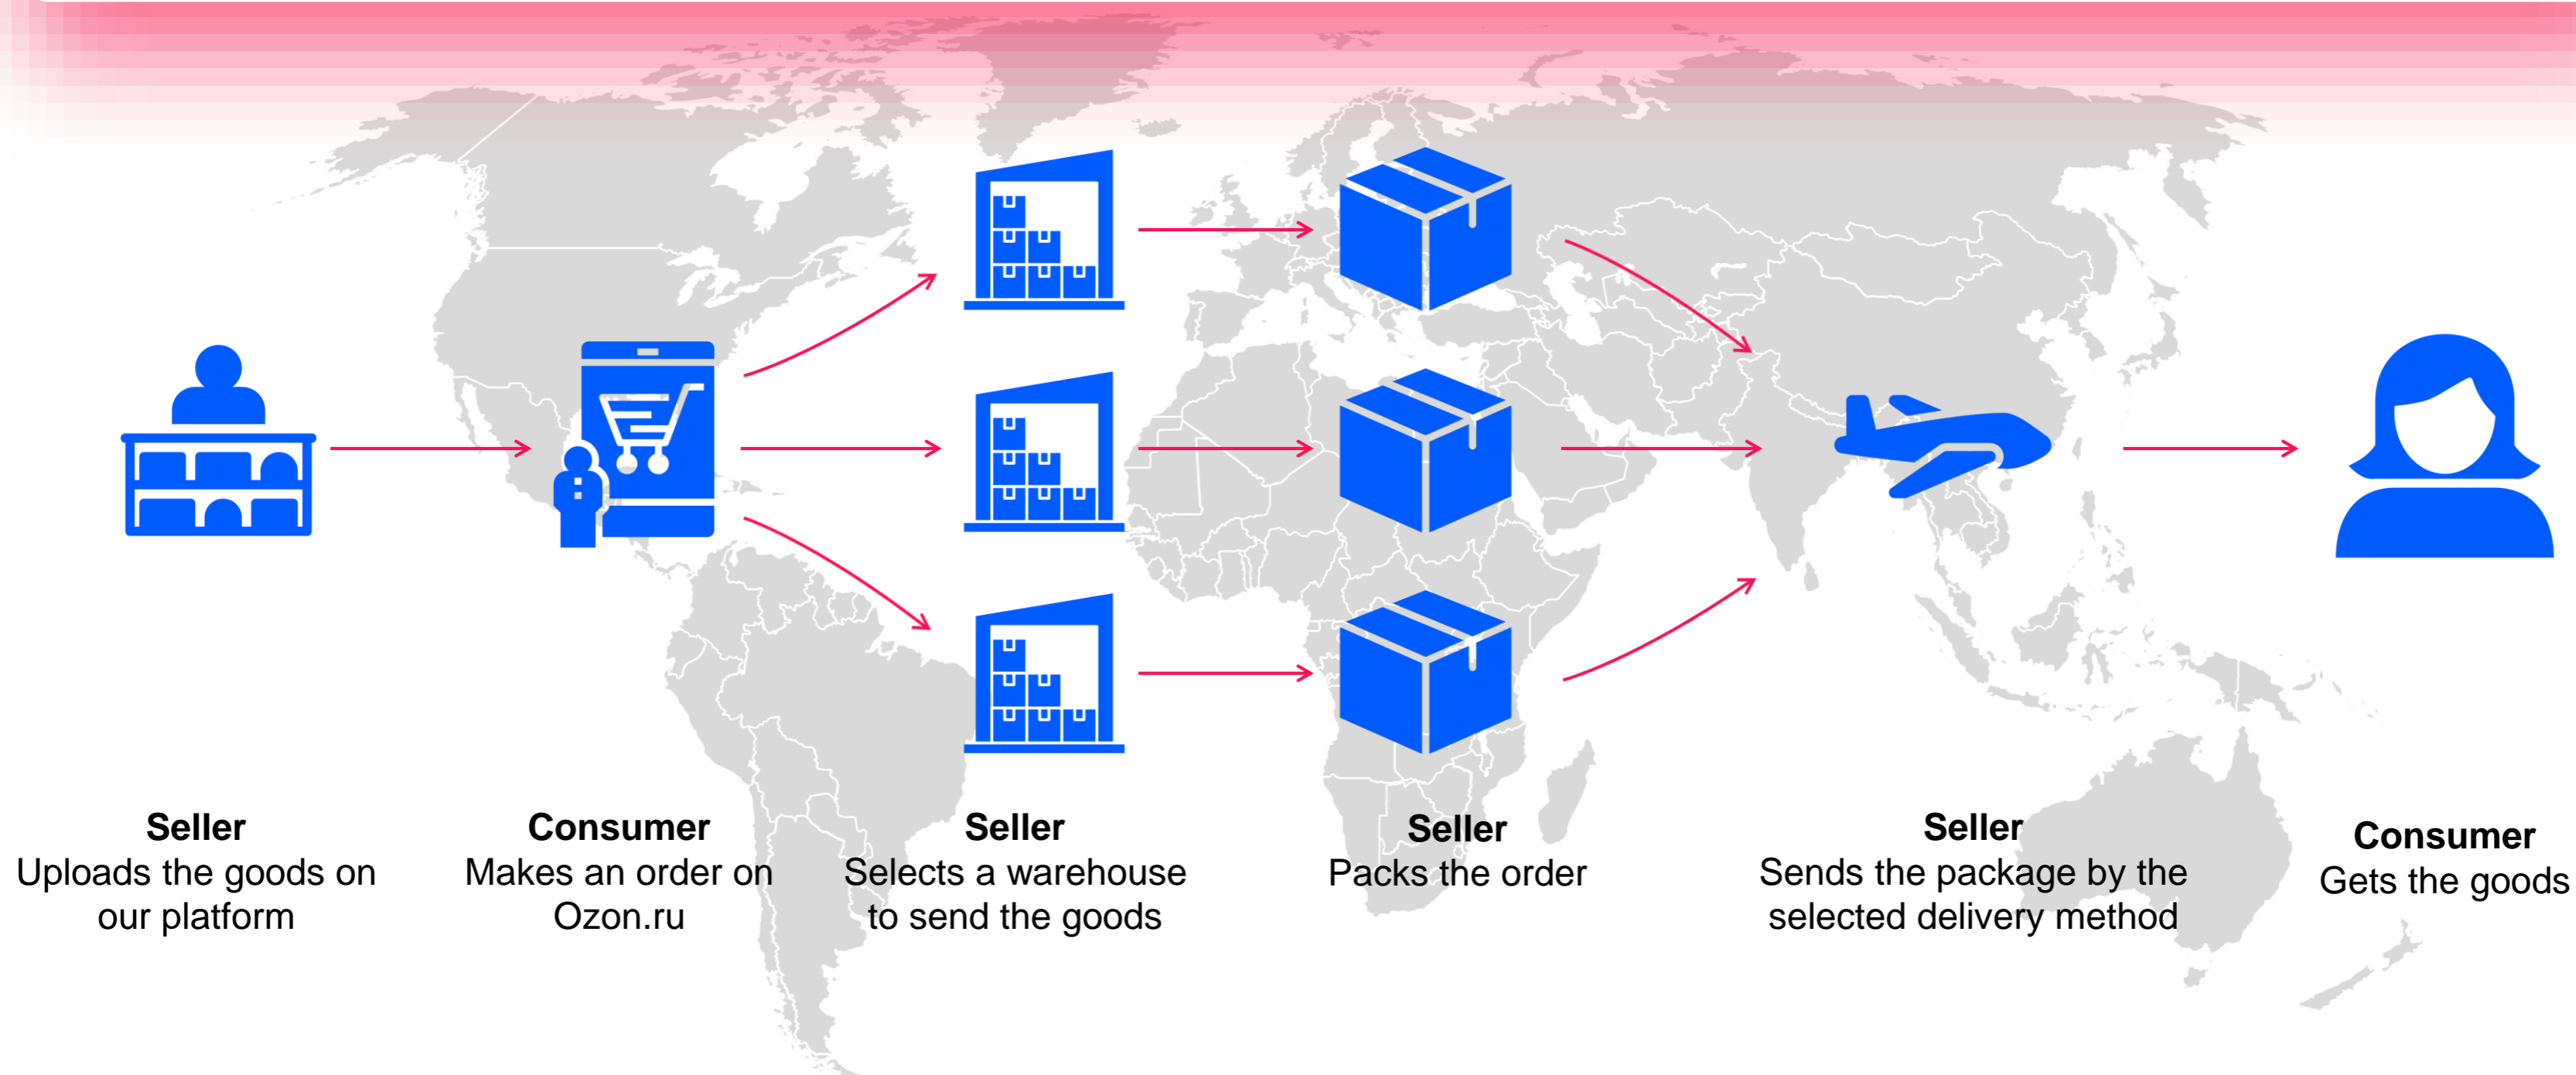 Seller
Uploads the goods on
our platform
Consumer
Makes an order on
Ozon.ru
Seller
Selects a warehouse
to send the goods
Seller
Packs the order
Seller
Sends the package by the
selected delivery method
Consumer
Gets the goods